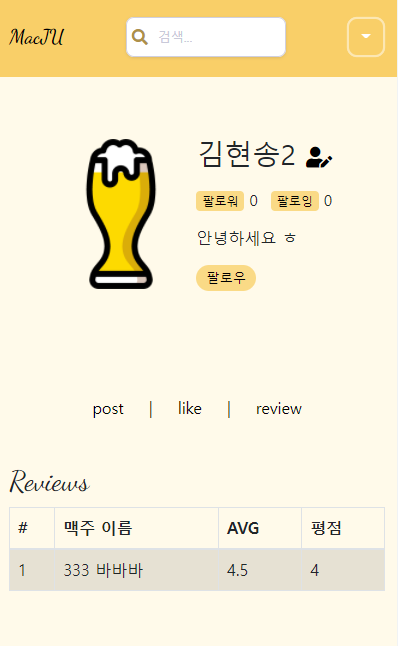 MacJU 검색...
김현송2
팔로워 0 팔로잉 0
안녕하세요 ㅎ
팔로우
post | like | review
Reviews
# 맥주 이름 AVG 평점
1 333 바바바 4.5 4